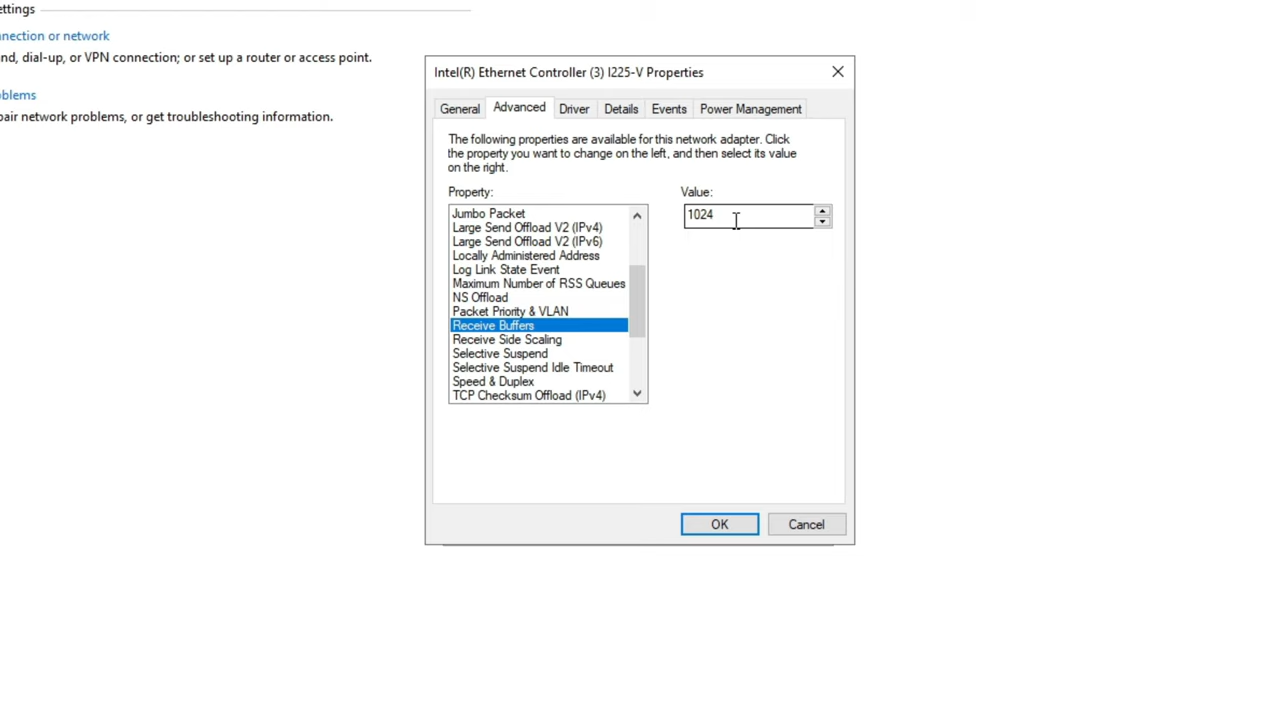 ettings
nnection or network
nd, dial-up, or VPN connection; or set up a router or access point.
oblems
pair network problems, or get troubleshooting information.
Intel(R) Ethernet Controller (3) I225-V Properties
General
Advanced
Driver
Details
Events
Power Management
The following properties are available for this network adapter. Click
the property you want to change on the left, and then select its value
on the right.
Property:
Value:
Jumbo Packet
Large Send Offload V2 (IPv4)
Large Send Offload V2 (IPv6)
Locally Administered Address
Log Link State Event
Maximum Number of RSS Queues
NS Offload
Packet Priority & VLAN
Receive Buffers
Receive Side Scaling
Selective Suspend
Selective Suspend Idle Timeout
Speed & Duplex
TCP Checksum Offload (IPv4)
1024
OK
Cancel